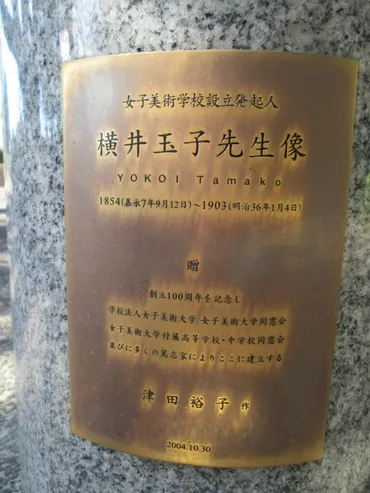 女子美術学校設立発起人
横井玉子先生像
YOKOI Tamako
1854(嘉永7年9月12日)～1903(明治36年1月4日)
贈
創立100周年を記念し
学校法人女子美術大学 女子美術大学同窓会
女子美術大学付属高等学校・中学校同窓会
並びに多くの篤志家によりここに建立する
津田裕子 作
2004.10.30